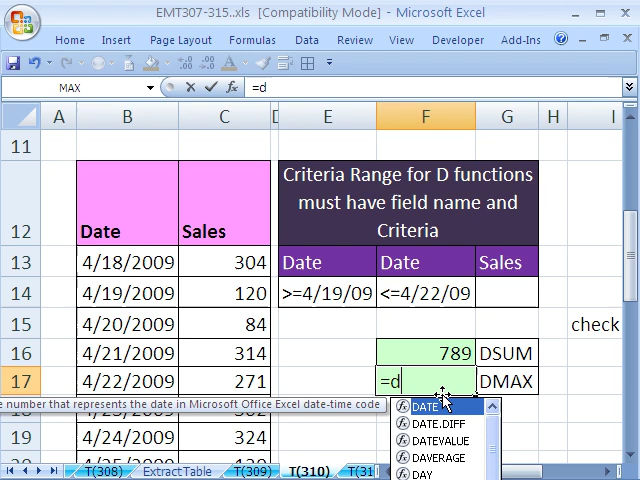 EMT307-315..xls [Compatibility Mode] - Microsoft Excel
Home Insert Page Layout Formulas Data Review View Developer Add-Ins
MAX =d
A B C D E F G H I
11
12 Date Sales
Criteria Range for D functions
must have field name and
Criteria
13 4/18/2009 304 Date Date Sales
14 4/19/2009 120 >=4/19/09 <=4/22/09
15 4/20/2009 84 check
16 4/21/2009 314 789 DSUM
17 4/22/2009 271 =d DMAX
e number that represents the date in Microsoft Office Excel date-time code
DATE
DATE.DIFF
DATEVALUE
DAVERAGE
DAY
19 4/24/2009 324
T(308) ExtractTable T(309) T(310) T(31